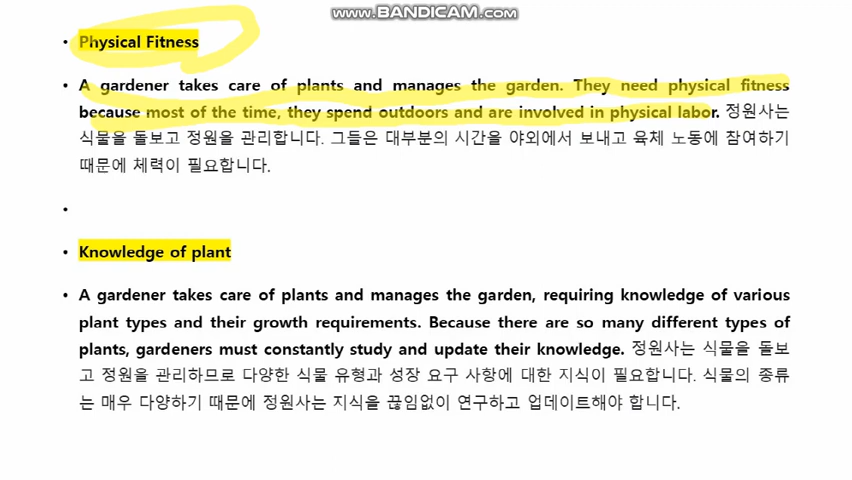 www.BANDICAM.com
• Physical Fitness
• A gardener takes care of plants and manages the garden. They need physical fitness
because most of the time, they spend outdoors and are involved in physical labor. 정원사는
식물을 돌보고 정원을 관리합니다. 그들은 대부분의 시간을 야외에서 보내고 육체 노동에 참여하기
때문에 체력이 필요합니다.
•
• Knowledge of plant
• A gardener takes care of plants and manages the garden, requiring knowledge of various
plant types and their growth requirements. Because there are so many different types of
plants, gardeners must constantly study and update their knowledge. 정원사는 식물을 돌보
고 정원을 관리하므로 다양한 식물 유형과 성장 요구 사항에 대한 지식이 필요합니다. 식물의 종류
는 매우 다양하기 때문에 정원사는 지식을 끊임없이 연구하고 업데이트해야 합니다.